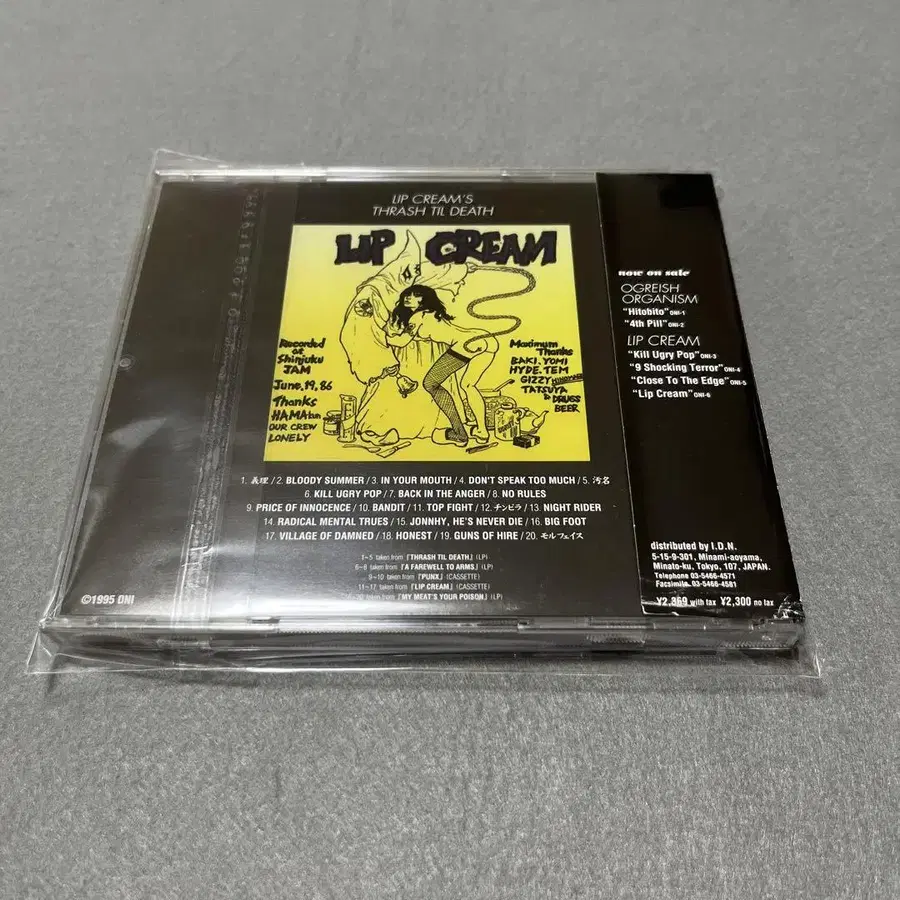 LIP CREAM'S
THRASH TIL DEATH
LIP CREAM
Recorded
at
Shinjuku
JAM
June.19,86
Thanks
HAMAkun
OUR CREW
LONELY
Maximum
Thanks
BAKI.YOMI
HYDE.TEM
GIZZY
TATSUYA
& DRUGS
BEER
1. 義理 / 2. BLOODY SUMMER / 3. IN YOUR MOUTH / 4. DON'T SPEAK TOO MUCH / 5. 汚名
6. KILL UGRY POP / 7. BACK IN THE ANGER / 8. NO RULES
9. PRICE OF INNOCENCE / 10. BANDIT / 11. TOP FIGHT / 12. チンピラ / 13. NIGHT RIDER
14. RADICAL MENTAL TRUES / 15. JONNHY, HE'S NEVER DIE / 16. BIG FOOT
17. VILLAGE OF DAMNED / 18. HONEST / 19. GUNS OF HIRE / 20. モルフェイス
1~5 taken from「THRASH TIL DEATH」(LP)
6~8 taken from「A FAREWELL TO ARMS」(LP)
9~10 taken from「PUNX」(CASSETTE)
11~17 taken from「LIP CREAM」(CASSETTE)
20 taken from「MY MEAT'S YOUR POISON」(LP)
©1995 ONI
now on sale
OGREISH
ORGANISM
"Hitobito" ONI-1
"4th Pill" ONI-2
LIP CREAM
"Kill Ugry Pop" ONI-3
"9 Shocking Terror" ONI-4
"Close To The Edge" ONI-5
"Lip Cream" ONI-6
distributed by I.D.N.
5-15-9-301, Minami-aoyama,
Minato-ku, Tokyo, 107, JAPAN.
Telephone 03-5466-4571
Facsimile 03-5466-4581
¥2,369 with tax ¥2,300 no tax